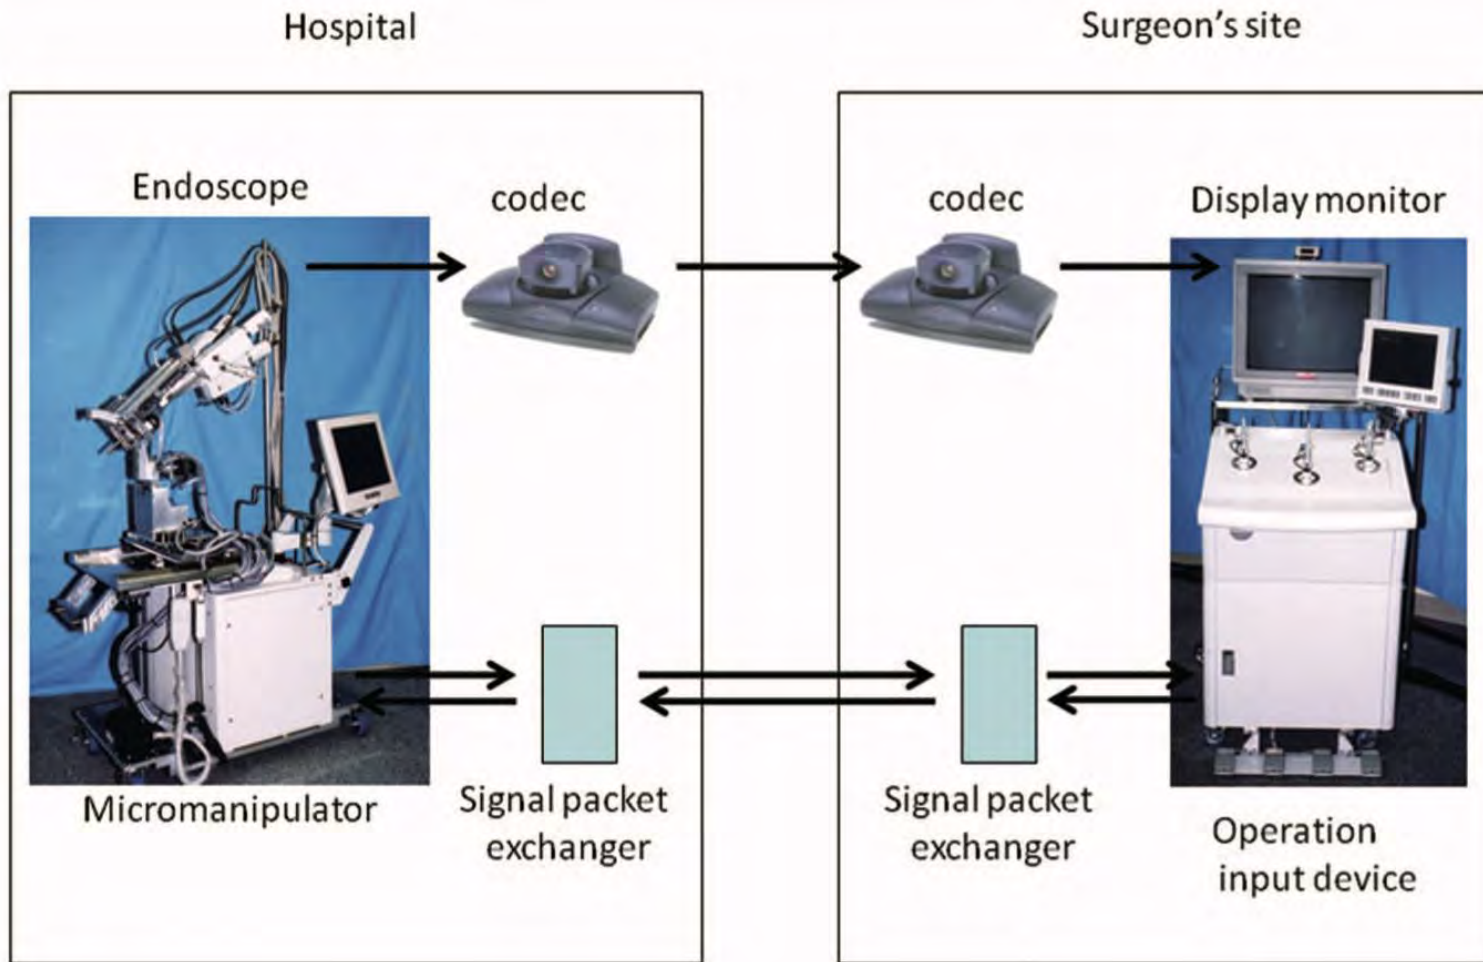 Hospital
Surgeon's site
Endoscope
codec
codec
Display monitor
Micromanipulator
Signal packet
exchanger
Signal packet
exchanger
Operation
input device